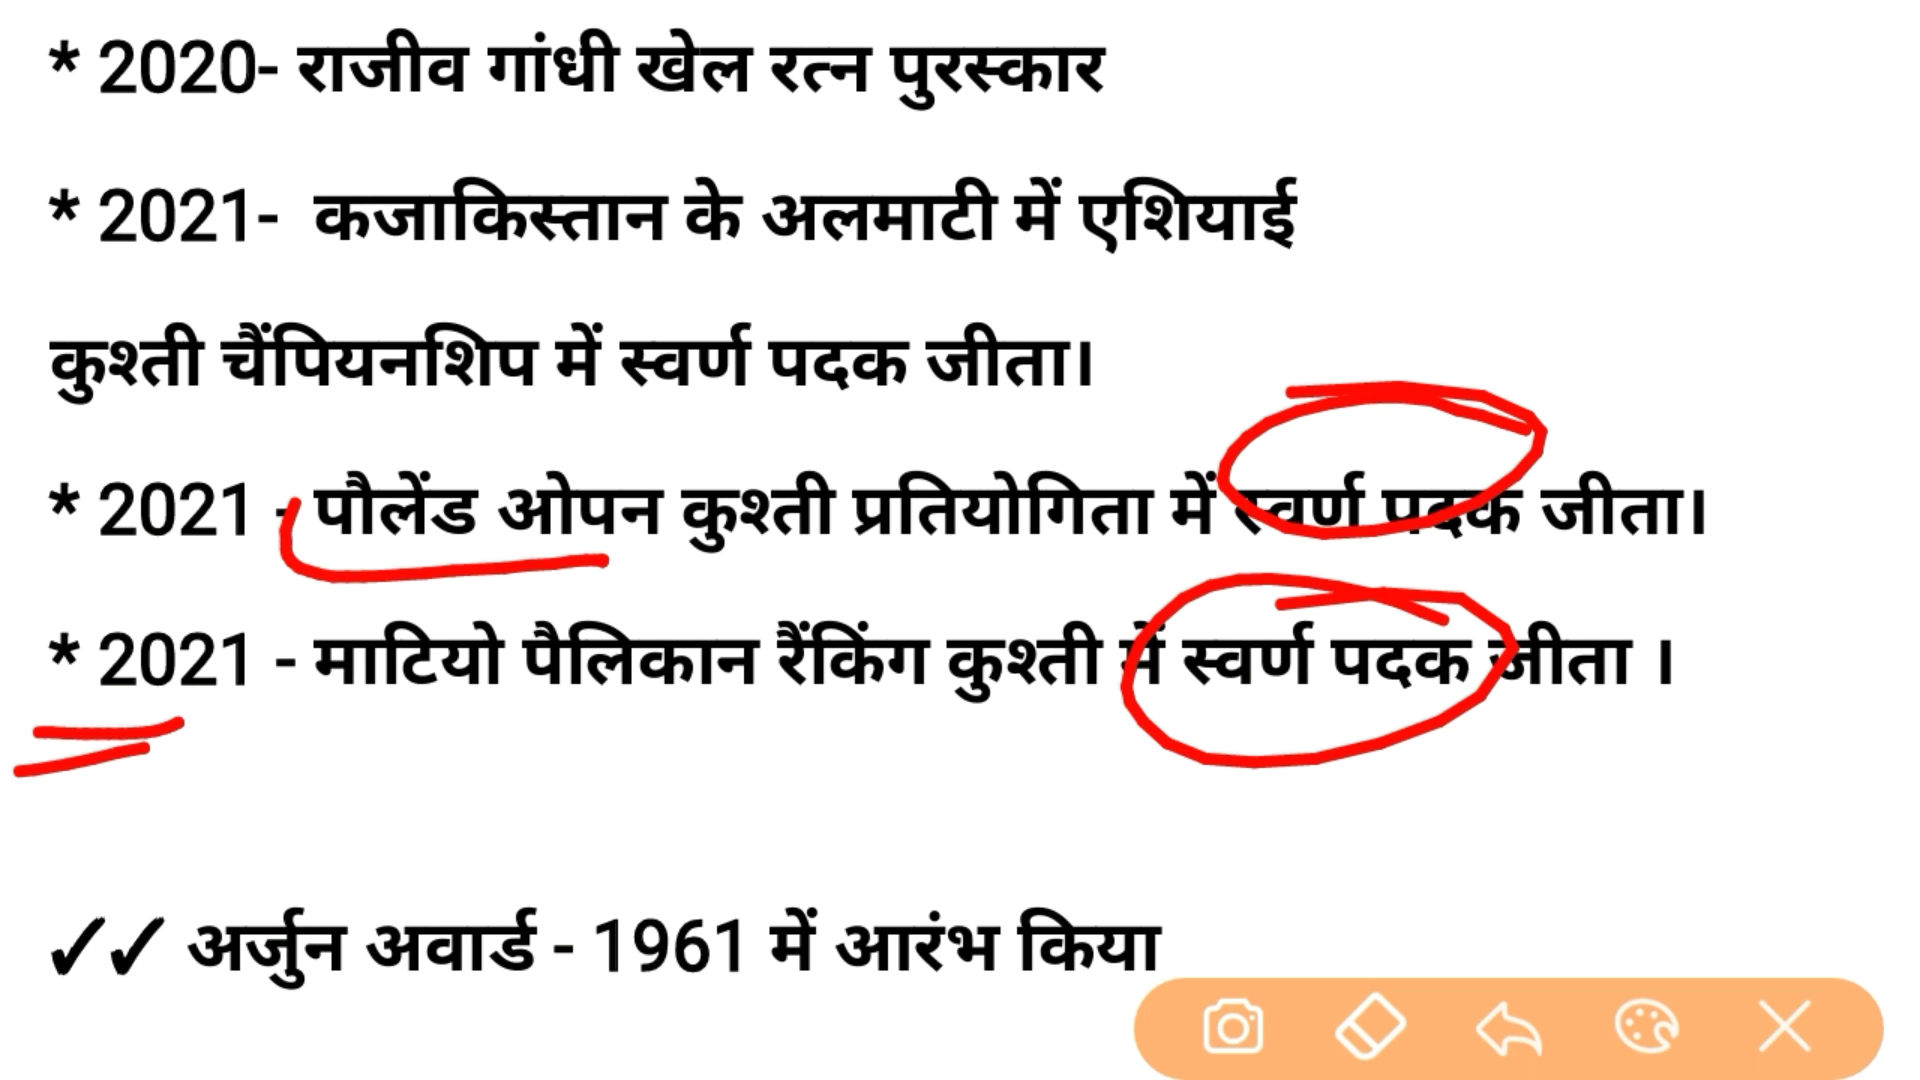 * 2020- राजीव गांधी खेल रत्न पुरस्कार
* 2021- कजाकिस्तान के अलमाटी में एशियाई
कुश्ती चैंपियनशिप में स्वर्ण पदक जीता।
* 2021 - पौलेंड ओपन कुश्ती प्रतियोगिता में स्वर्ण पदक जीता।
* 2021 - माटियो पैलिकान रैंकिंग कुश्ती में स्वर्ण पदक जीता ।
✓✓ अर्जुन अवार्ड - 1961 में आरंभ किया